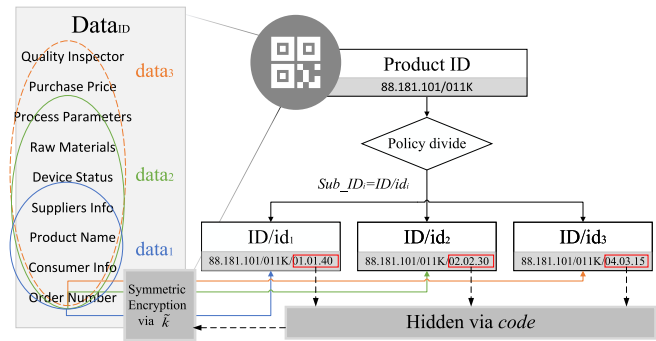 Data_ID
Quality Inspector
Purchase Price
Process Parameters
Raw Materials
Device Status
Suppliers Info
Product Name
Consumer Info
Order Number
data₃
data₂
data₁
Symmetric
Encryption
via k̃
Product ID
88.181.101/011K
Policy divide
Sub_IDᵢ=ID/idᵢ
ID/id₁
88.181.101/011K/01.01.40
ID/id₂
88.181.101/011K/02.02.30
ID/id₃
88.181.101/011K/04.03.15
Hidden via code